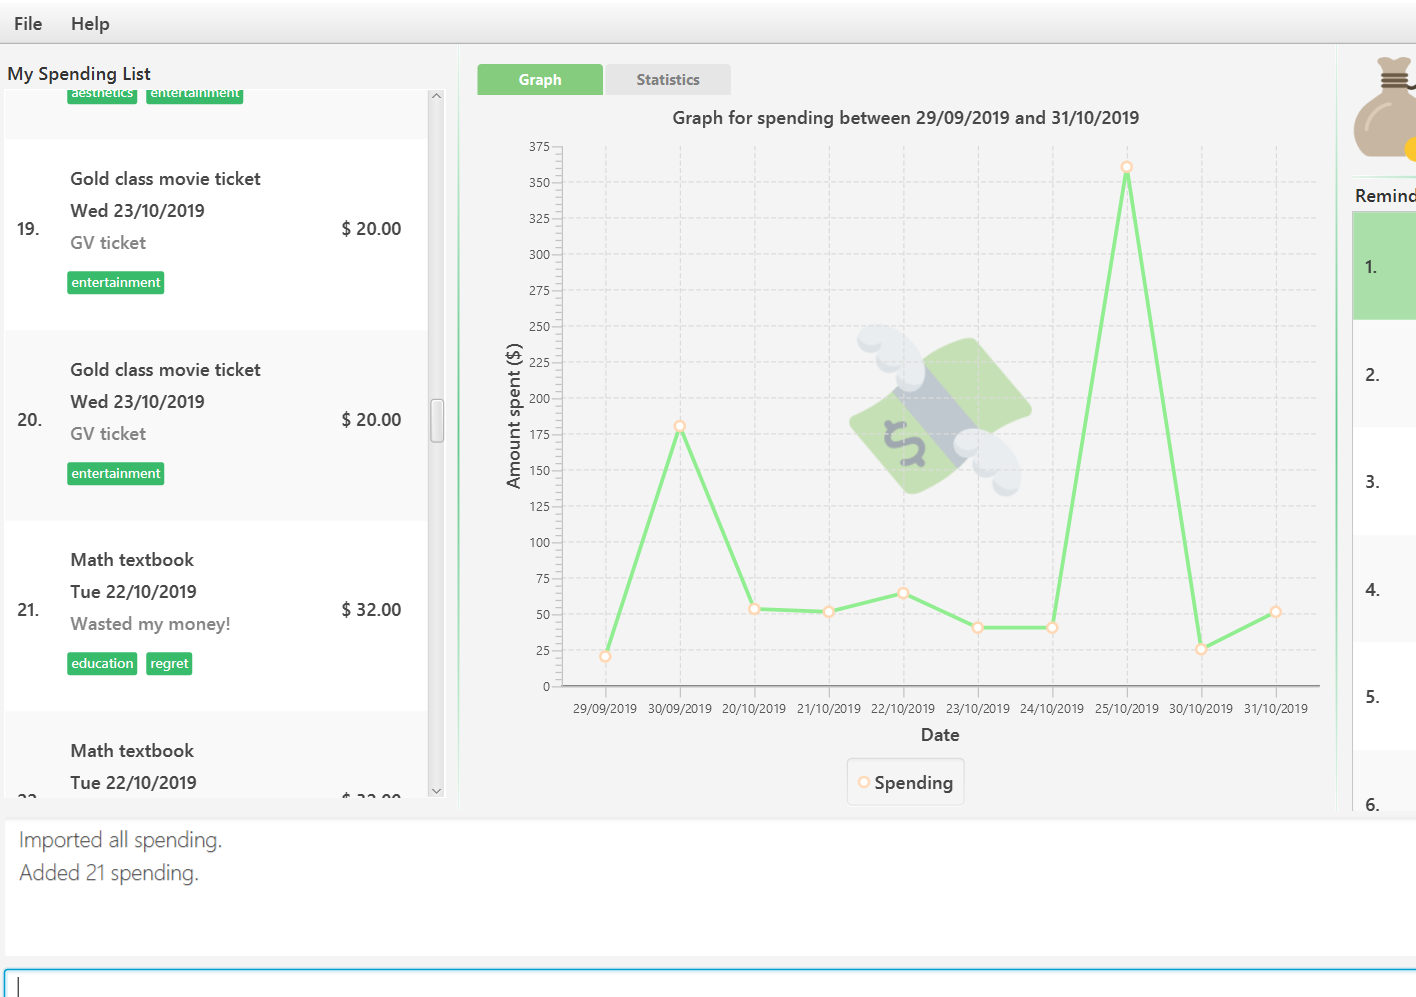 File Help
My Spending List
aesthetics entertainment
19.
Gold class movie ticket
Wed 23/10/2019
GV ticket
$ 20.00
entertainment
20.
Gold class movie ticket
Wed 23/10/2019
GV ticket
$ 20.00
entertainment
21.
Math textbook
Tue 22/10/2019
Wasted my money!
$ 32.00
education regret
Math textbook
Tue 22/10/2019
Graph Statistics
Graph for spending between 29/09/2019 and 31/10/2019
Amount spent ($)
375
350
325
300
275
250
225
200
175
150
125
100
75
50
25
0
29/09/2019 30/09/2019 20/10/2019 21/10/2019 22/10/2019 23/10/2019 24/10/2019 25/10/2019 30/10/2019 31/10/2019
Date
Spending
$
Remind
1.
2.
3.
4.
5.
6.
Imported all spending.
Added 21 spending.